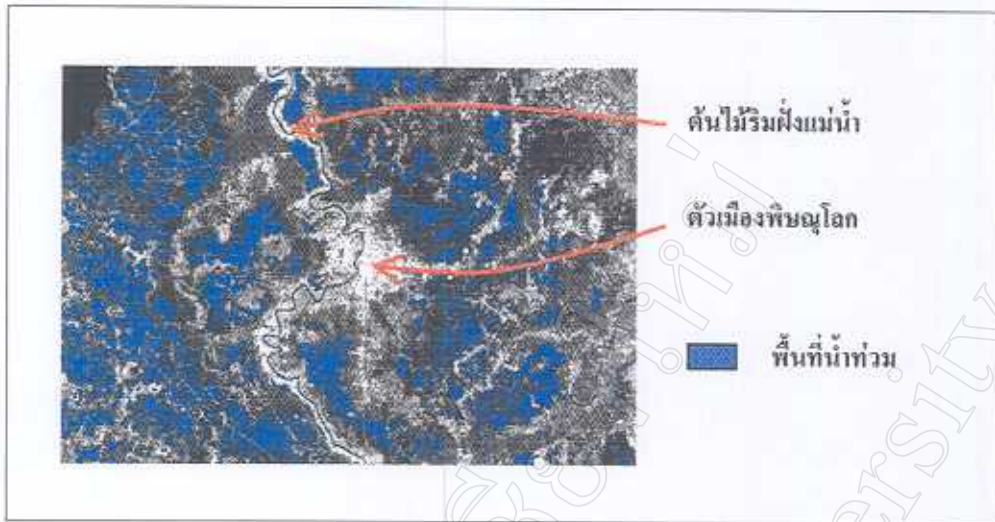 ต้นไม้ริมฝั่งแม่น้ำ
ตัวเมืองพิษณุโลก
พื้นที่น้ำท่วม